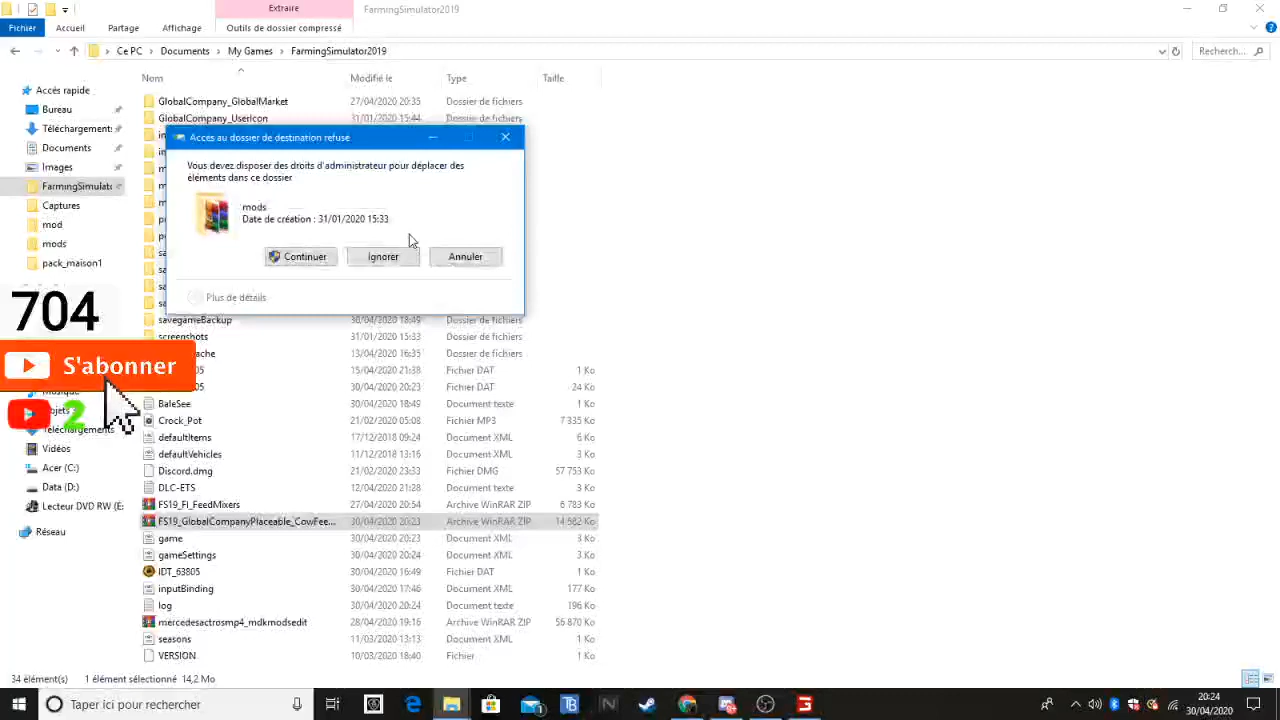 Extraire
FarmingSimulator2019
Fichier
Accueil
Partage
Affichage
Outils de dossier compressé
Ce PC
Documents
My Games
FarmingSimulator2019
Recherch...
Nom
Modifié le
Type
Taille
Accès rapide
Bureau
Téléchargement:
Documents
Images
FarmingSimulato
Captures
mod
mods
pack_maison1
GlobalCompany_GlobalMarket 27/04/2020 20:35 Dossier de fichiers
GlobalCompany_UserIcon 31/01/2020 15:44 Dossier de fichiers
Accès au dossier de destination refusé
Vous devez disposer des droits d'administrateur pour déplacer des
éléments dans ce dossier
mods
Date de création : 31/01/2020 15:33
Continuer
Ignorer
Annuler
Plus de détails
704
S'abonner
2
Objets
Téléchargements
Vidéos
Acer (C:)
Data (D:)
Lecteur DVD RW (E:
Réseau
savegameBackup 30/04/2020 18:49 Dossier de fichiers
screenshots 31/01/2020 15:33 Dossier de fichiers
ache 13/04/2020 16:35 Dossier de fichiers
05 15/04/2020 21:38 Fichier DAT 1 Ko
05 30/04/2020 20:23 Fichier DAT 24 Ko
BaleSee 30/04/2020 18:49 Document texte 1 Ko
Crock_Pot 21/02/2020 05:08 Fichier MP3 7 335 Ko
defaultItems 17/12/2018 09:24 Document XML 6 Ko
defaultVehicles 11/12/2018 13:16 Document XML 3 Ko
Discord.dmg 21/02/2020 23:33 Fichier DMG 57 753 Ko
DLC-ETS 12/04/2020 21:28 Document texte 1 Ko
FS19_Fi_FeedMixers 27/04/2020 20:54 Archive WinRAR ZIP 6 783 Ko
FS19_GlobalCompanyPlaceable_CowFee... 30/04/2020 20:23 Archive WinRAR ZIP 14 582 Ko
game 30/04/2020 20:23 Document XML 3 Ko
gameSettings 30/04/2020 20:24 Document XML 3 Ko
IDT_63805 30/04/2020 16:49 Fichier DAT 1 Ko
inputBinding 30/04/2020 17:46 Document XML 177 Ko
log 30/04/2020 20:24 Document texte 196 Ko
mercedesactrosmp4_mdkmodsedit 28/04/2020 19:16 Archive WinRAR ZIP 56 870 Ko
seasons 11/03/2020 13:13 Document XML 1 Ko
VERSION 10/03/2020 18:40 Fichier 1 Ko
34 élément(s)
1 élément sélectionné 14,2 Mo
Taper ici pour rechercher
20:24
30/04/2020